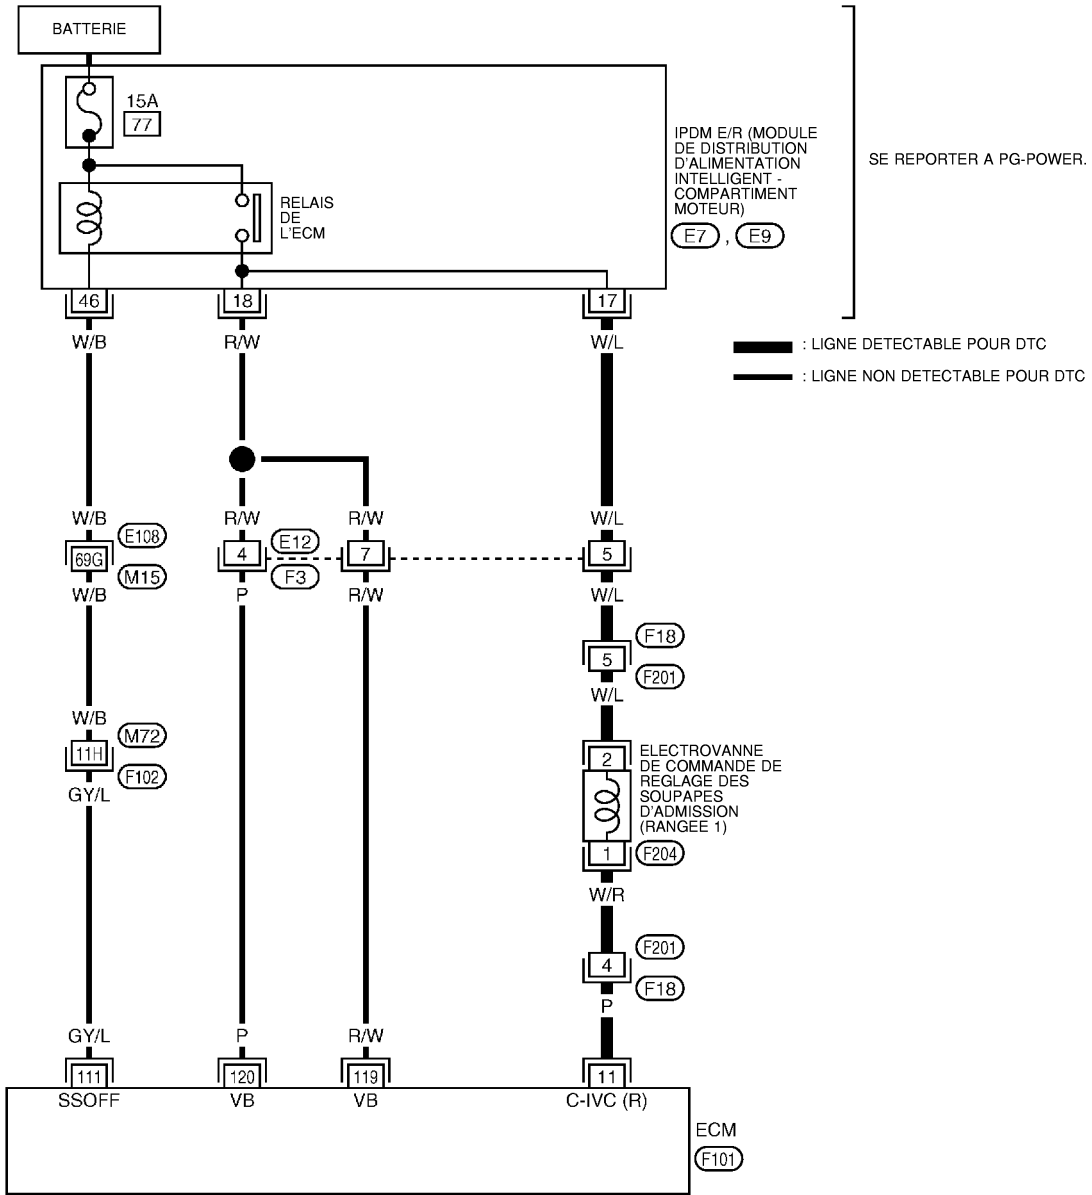 BATTERIE
15A
77
RELAIS
DE
L'ECM
IPDM E/R (MODULE
DE DISTRIBUTION
D'ALIMENTATION
INTELLIGENT -
COMPARTIMENT
MOTEUR)
E7 , E9
SE REPORTER A PG-POWER.
46 18 17
W/B R/W W/L
: LIGNE DETECTABLE POUR DTC
: LIGNE NON DETECTABLE POUR DTC
W/B R/W R/W W/L
E108
E12
69G 4 7 5
M15
F3
W/B P R/W W/L
F18
5
F201
W/L
W/B
M72
11H
F102
GY/L
2
ELECTROVANNE
DE COMMANDE DE
REGLAGE DES
SOUPAPES
D'ADMISSION
(RANGEE 1)
1
F204
W/R
F201
4
F18
P
GY/L P R/W
111 120 119 11
SSOFF VB VB C-IVC (R)
ECM
F101